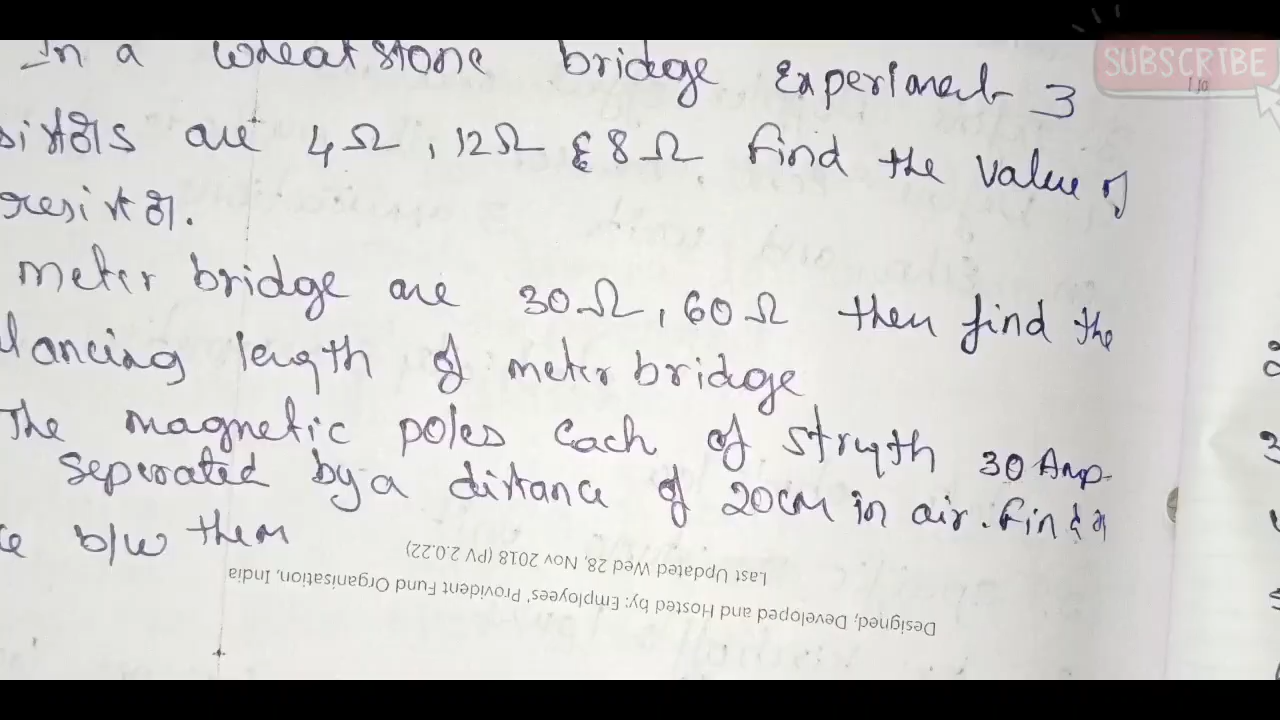 SUBSCRIBE
In a wheatstone bridge experiment 3
sistors are 4Ω, 12Ω & 8Ω find the value of
resistor.
meter bridge are 30Ω, 60Ω then find the
lancing length of meter bridge
The magnetic poles each of strngth 30 Amp.
seperated by a distance of 20cm in air. Find
ce b/w them
Last Updated Wed 28, Nov 2018 (PV 2.0.22)
Designed, Developed and Hosted by: Employees' Provident Fund Organisation, India